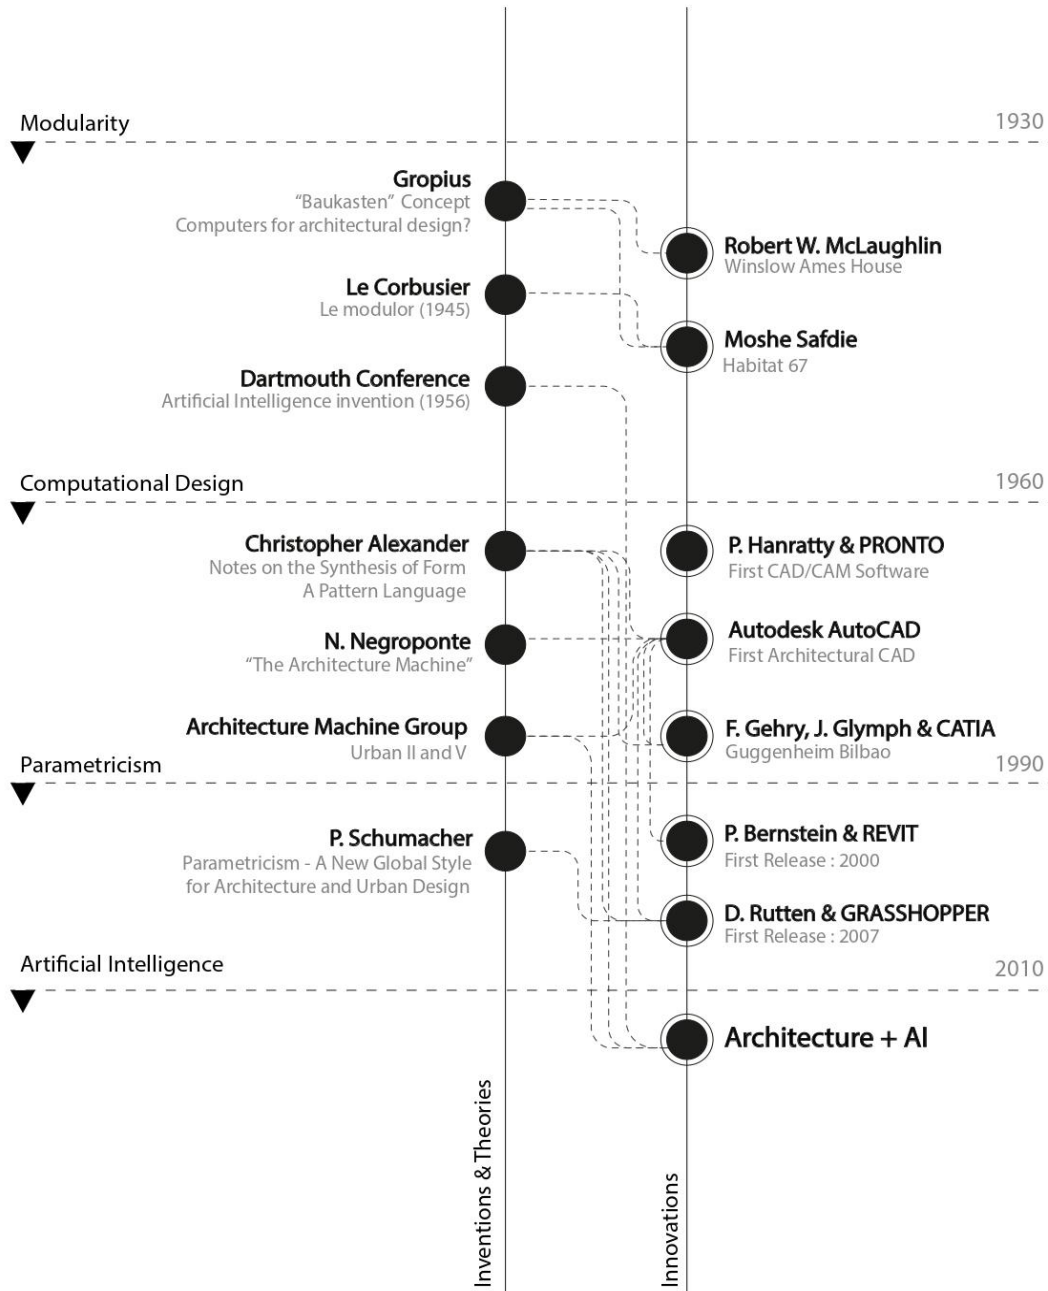 Modularity
1930
Gropius
“Baukasten” Concept
Computers for architectural design?
Robert W. McLaughlin
Winslow Ames House
Le Corbusier
Le modulor (1945)
Moshe Safdie
Habitat 67
Dartmouth Conference
Artificial Intelligence invention (1956)
Computational Design
1960
Christopher Alexander
Notes on the Synthesis of Form
A Pattern Language
P. Hanratty & PRONTO
First CAD/CAM Software
N. Negroponte
“The Architecture Machine”
Autodesk AutoCAD
First Architectural CAD
Architecture Machine Group
Urban II and V
F. Gehry, J. Glymph & CATIA
Guggenheim Bilbao
Parametricism
1990
P. Schumacher
Parametricism - A New Global Style
for Architecture and Urban Design
P. Bernstein & REVIT
First Release : 2000
D. Rutten & GRASSHOPPER
First Release : 2007
Artificial Intelligence
2010
Architecture + AI
Inventions & Theories
Innovations